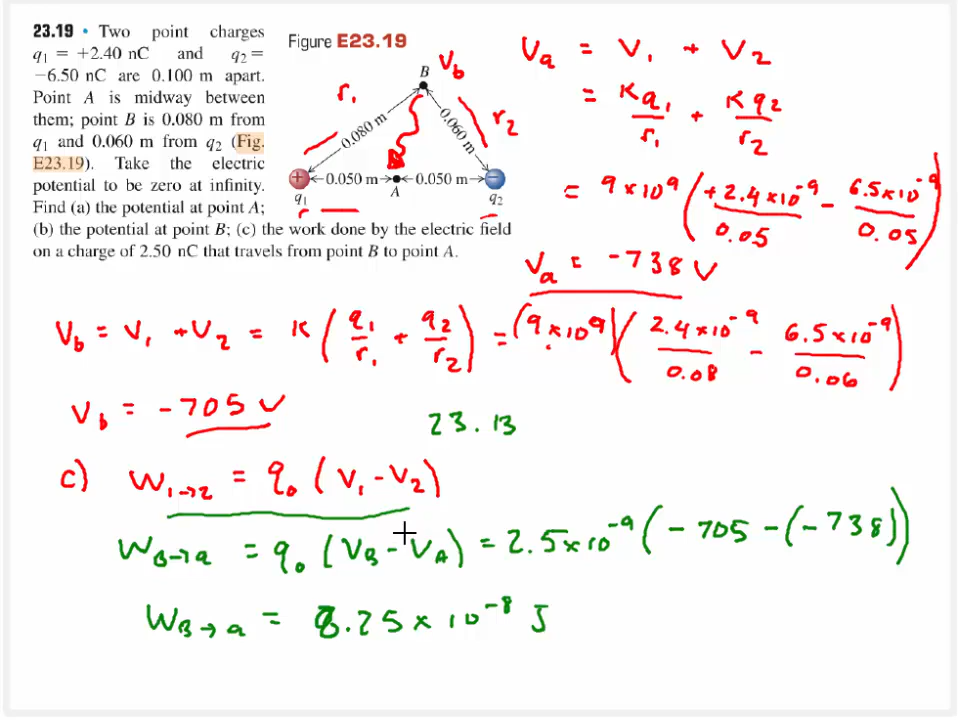 23.19 • Two point charges
q1 = +2.40 nC and q2 =
−6.50 nC are 0.100 m apart.
Point A is midway between
them; point B is 0.080 m from
q1 and 0.060 m from q2 (Fig.
E23.19). Take the electric
potential to be zero at infinity.
Find (a) the potential at point A;
(b) the potential at point B; (c) the work done by the electric field
on a charge of 2.50 nC that travels from point B to point A.
Figure E23.19
Vb
B
r1
r2
0.080 m
0.060 m
+
0.050 m
0.050 m
−
q1
A
q2
Va = V1 + V2
= Kq1/r1 + Kq2/r2
= 9 × 10^9 ( +2.4×10^-9/0.05 − 6.5×10^-9/0.05 )
Va = -738 V
Vb = V1 + V2 = K ( q1/r1 + q2/r2 ) = (9×10^9) ( 2.4×10^-9/0.08 − 6.5×10^-9/0.06 )
Vb = -705 V
23.13
c) W1→2 = q0 ( V1 - V2 )
WB→a = q0 ( VB - VA ) = 2.5×10^-9 ( - 705 - ( - 738 ) )
WB→a = 8.25 × 10^-8 J